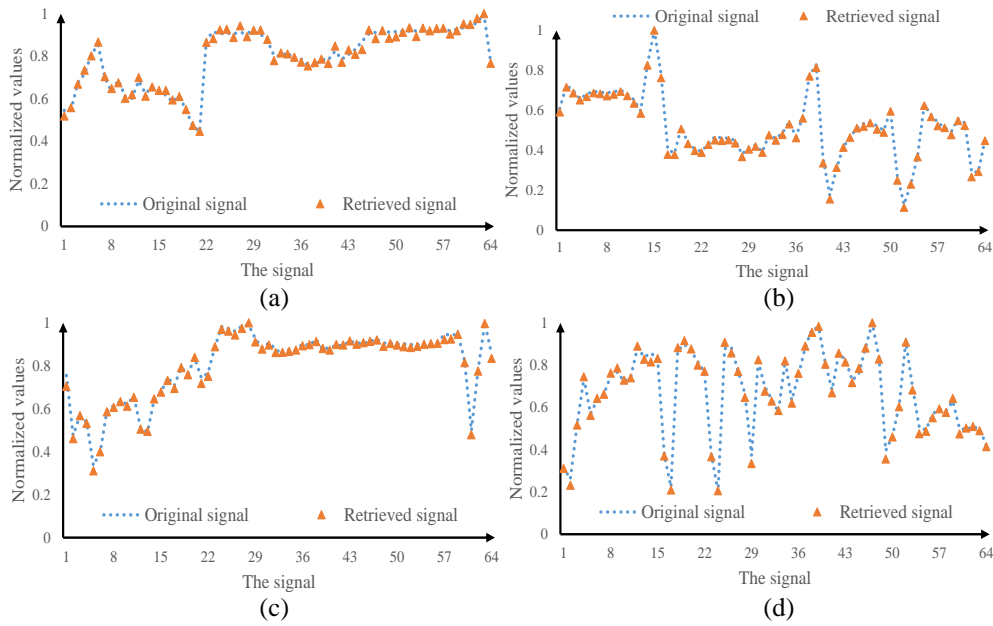 Normalized values
1
0.8
0.6
0.4
0.2
0
Original signal
Retrieved signal
1 8 15 22 29 36 43 50 57 64
The signal
(a)
Original signal
Retrieved signal
Normalized values
1
0.8
0.6
0.4
0.2
0
1 8 15 22 29 36 43 50 57 64
The signal
(b)
Normalized values
1
0.8
0.6
0.4
0.2
0
Original signal
Retrieved signal
1 8 15 22 29 36 43 50 57 64
The signal
(c)
Normalized values
1
0.8
0.6
0.4
0.2
0
Original signal
Retrieved signal
1 8 15 22 29 36 43 50 57 64
The signal
(d)